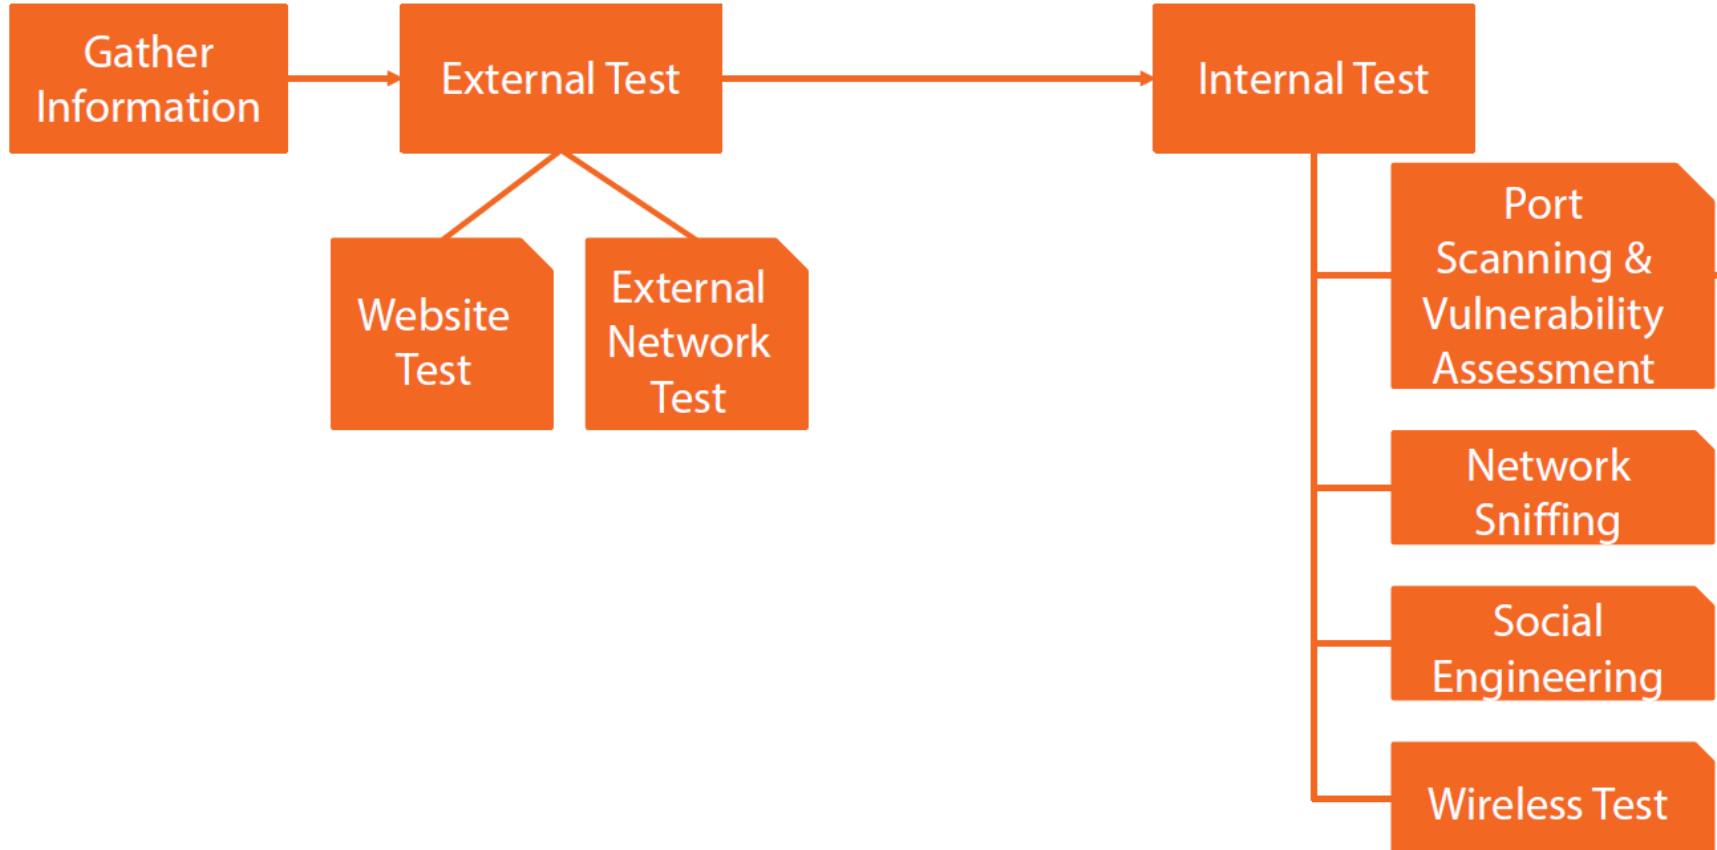 Gather
Information
External Test
Internal Test
Website
Test
External
Network
Test
Port
Scanning &
Vulnerability
Assessment
Network
Sniffing
Social
Engineering
Wireless Test